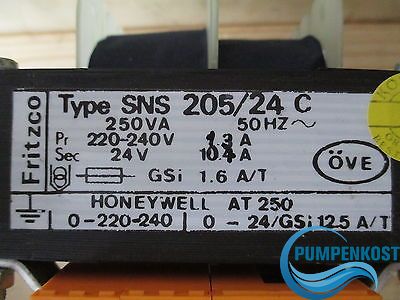 Fritzco
Type SNS 205/24 C
250VA 50HZ~
Pr 220-240V 1.3 A
Sec 24V 10.4 A
GSi 1.6 A/T
ÖVE
HONEYWELL AT 250
0-220-240 0 - 24/GSi 12.5 A/T
PUMPENKOST